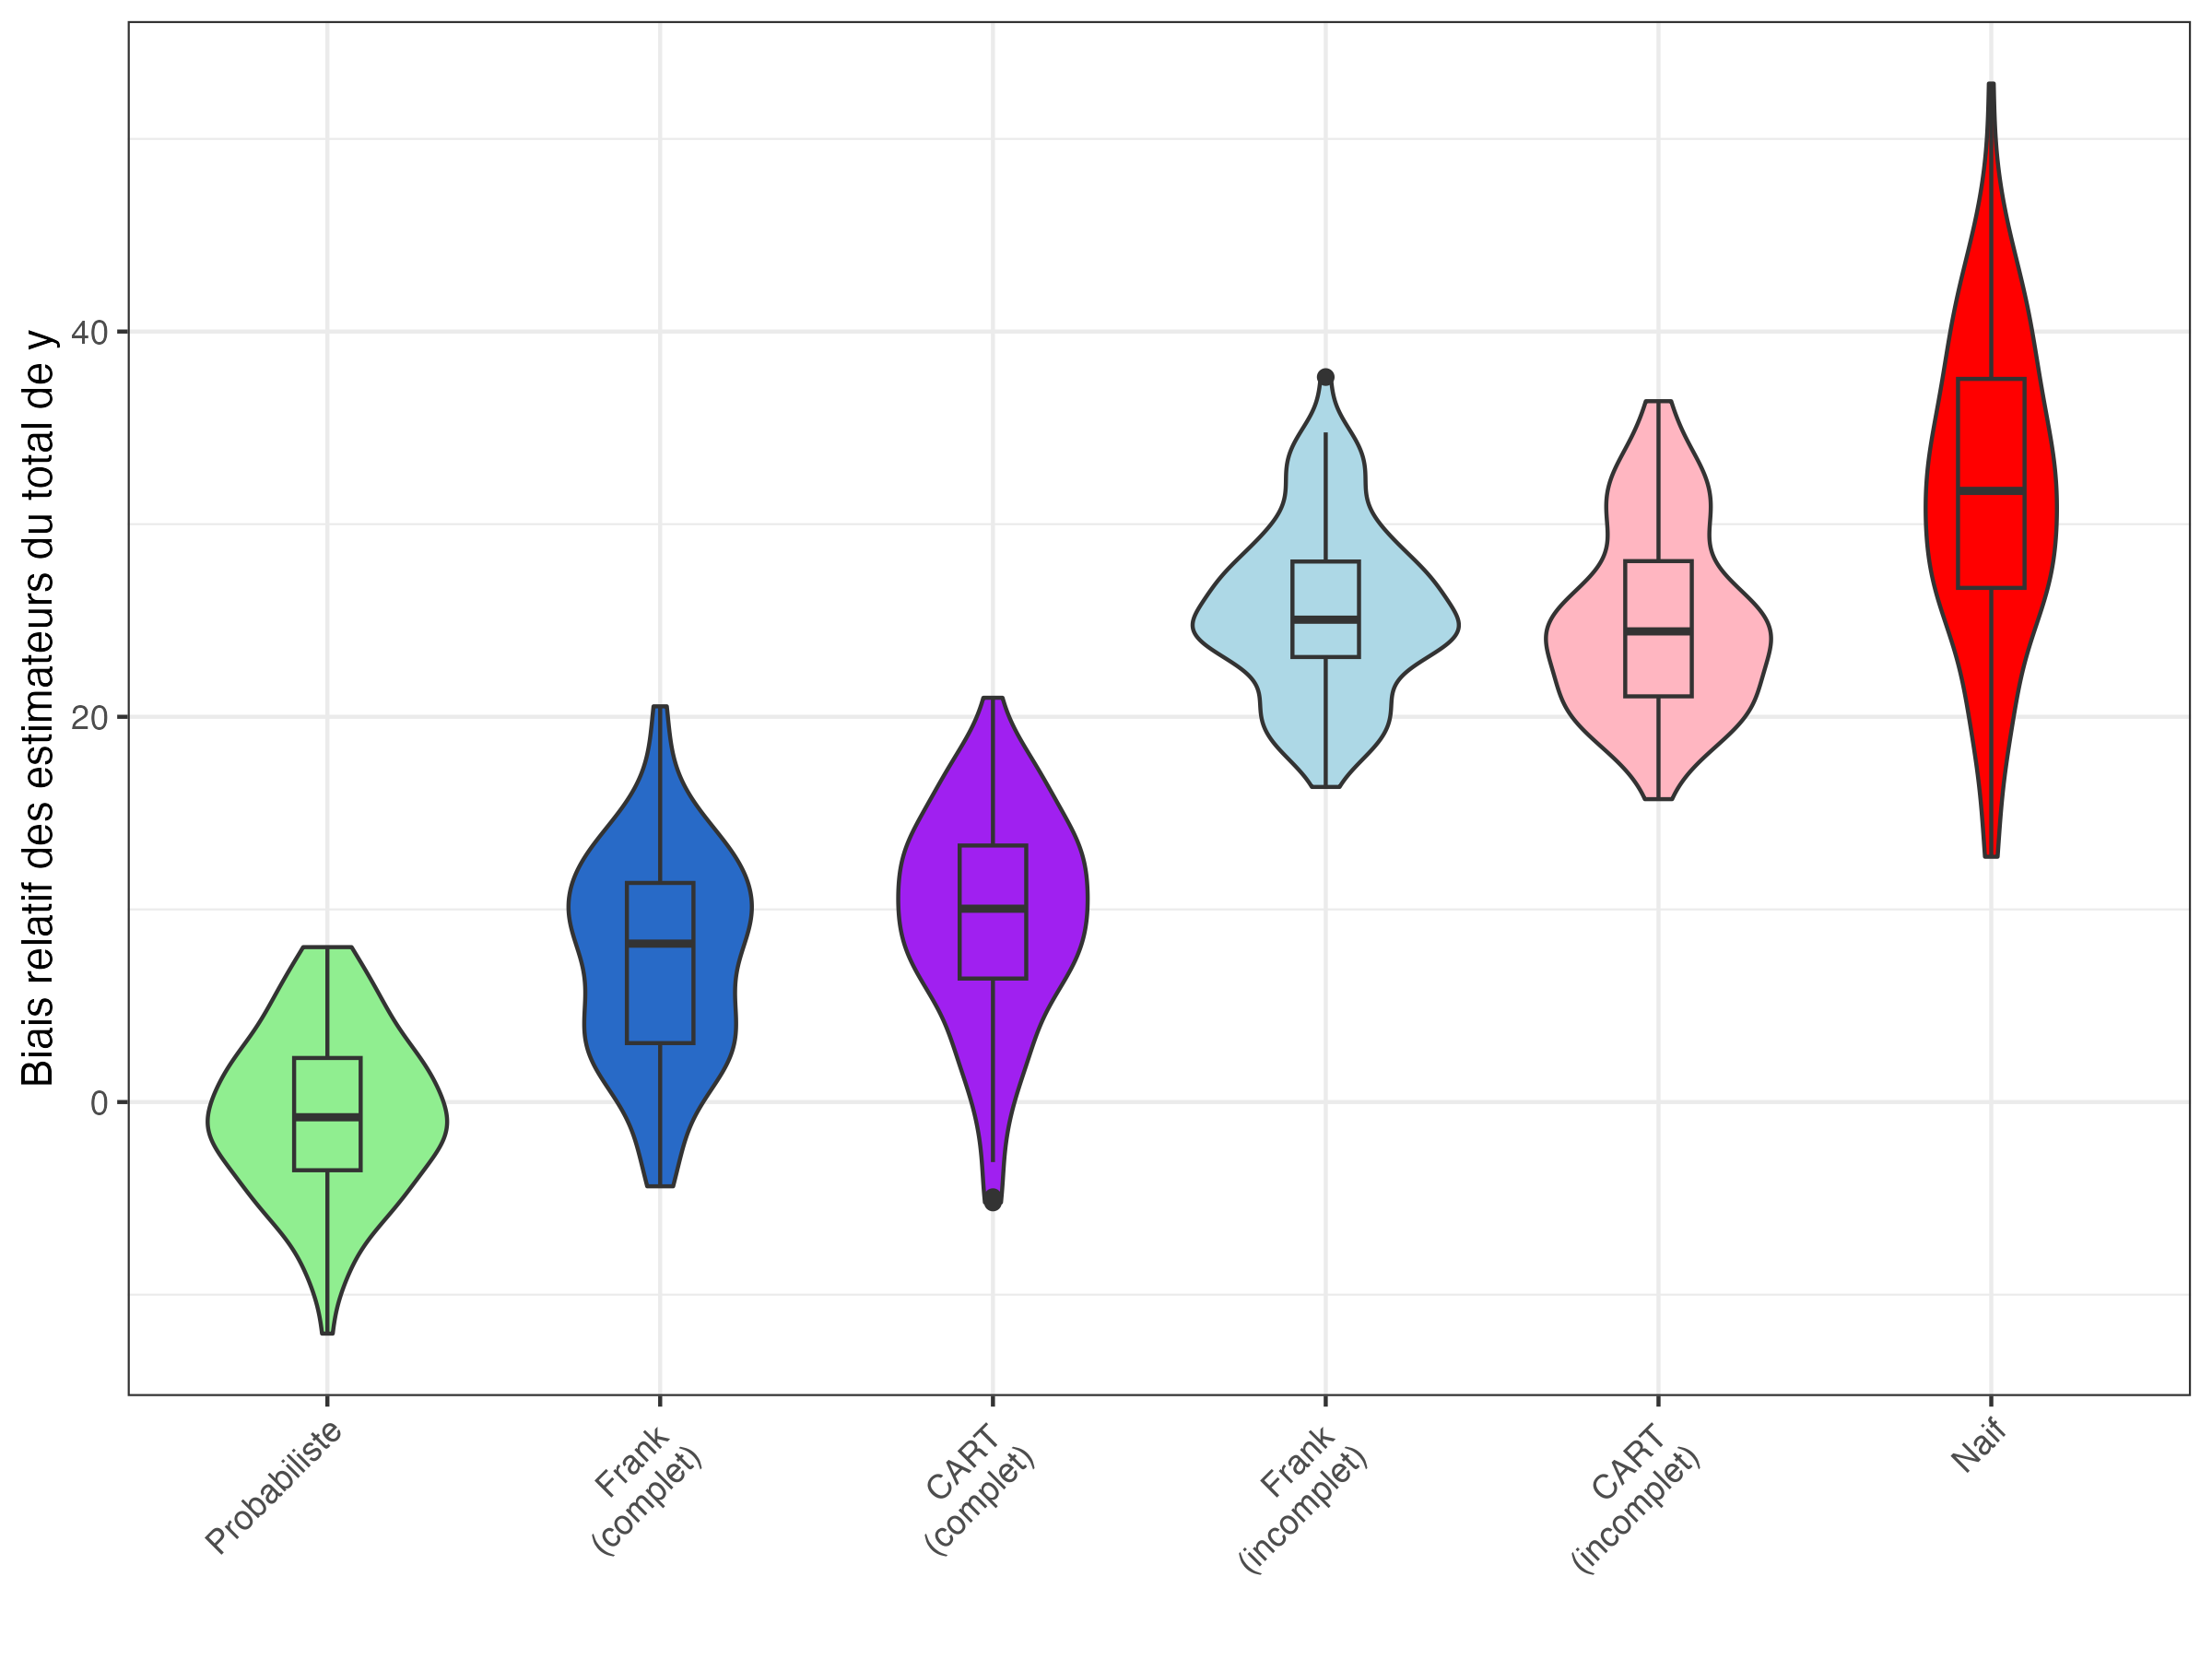 Biais relatif des estimateurs du total de y
40
20
0
Probabiliste
Frank
(complet)
CART
(complet)
Frank
(incomplet)
CART
(incomplet)
Naif